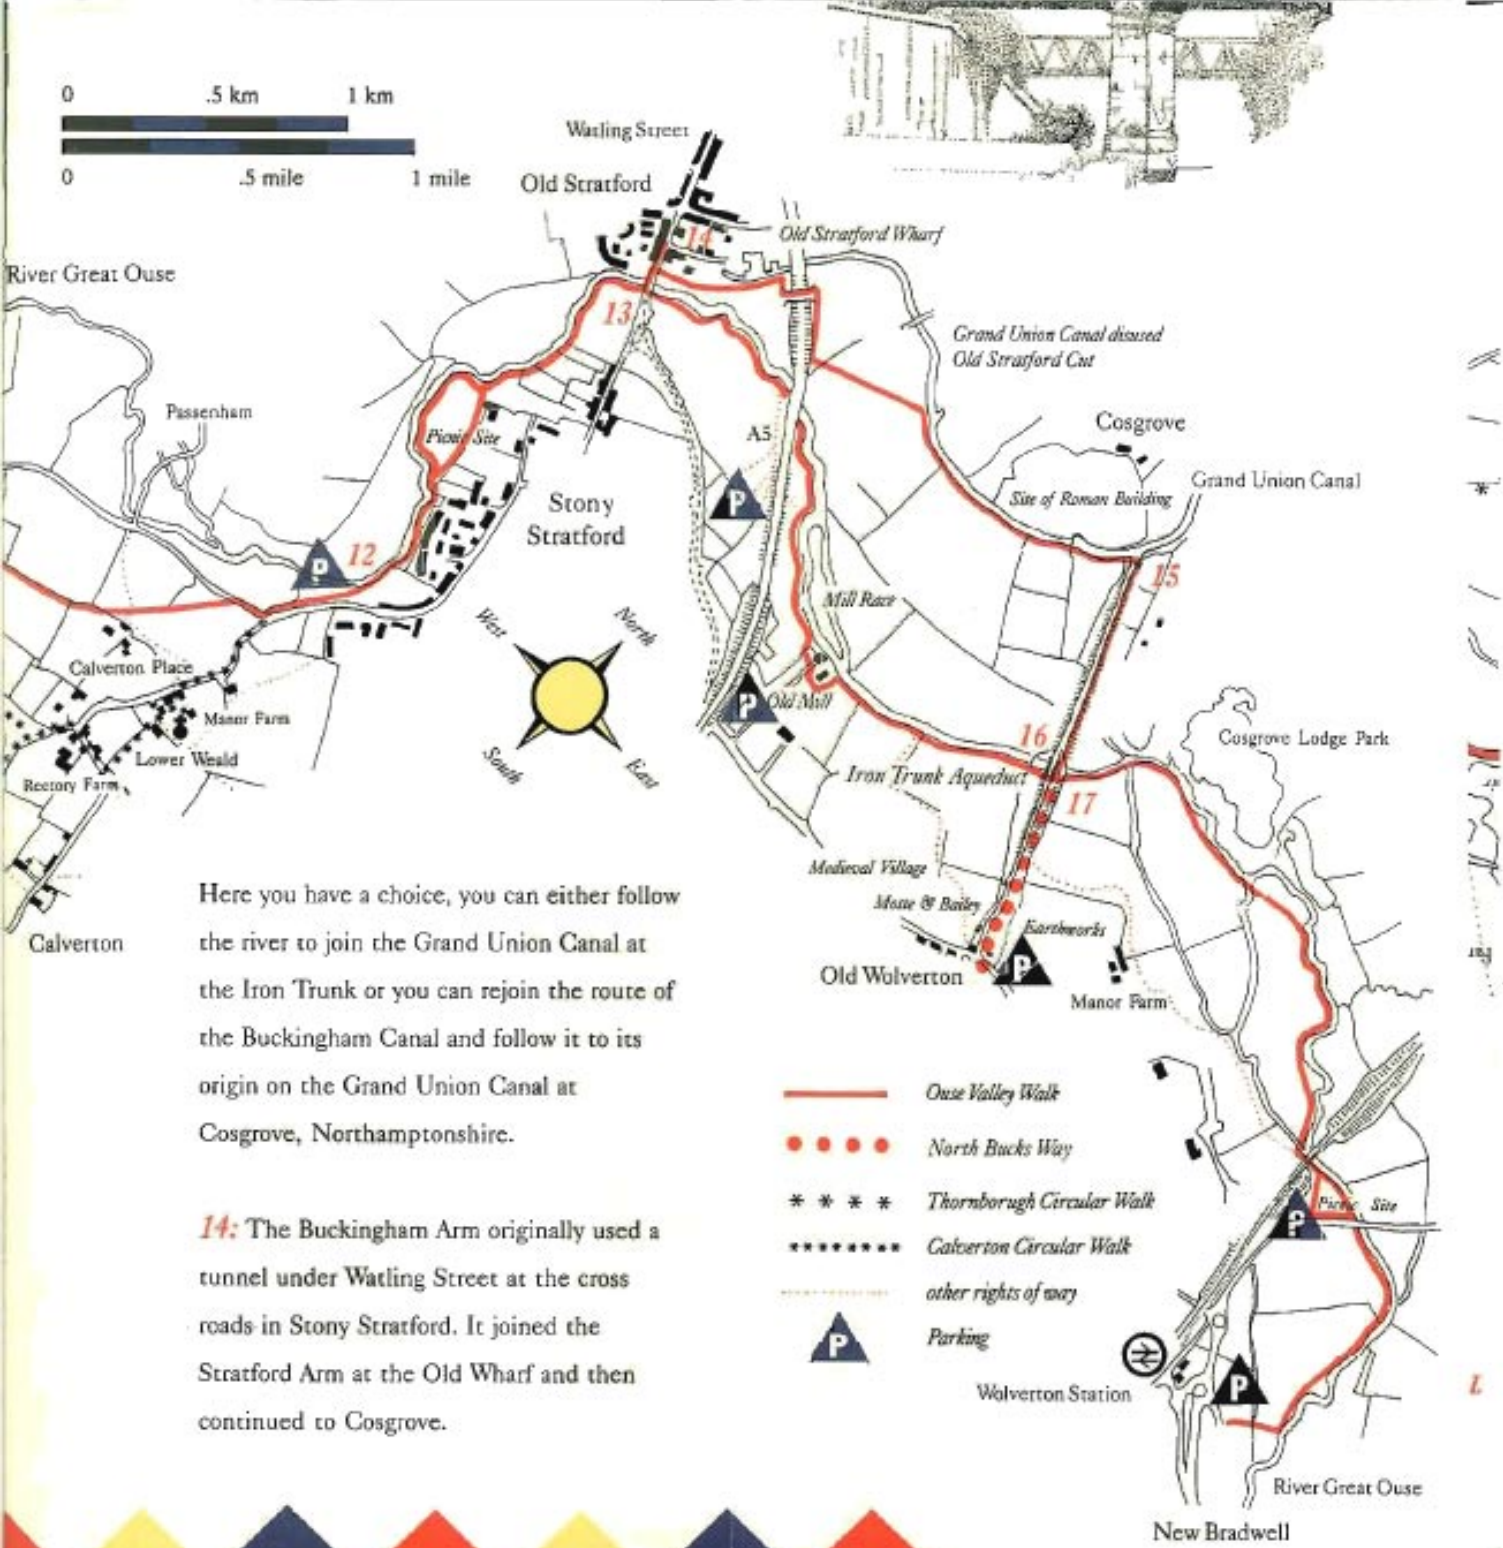 0 .5 km 1 km
0 .5 mile 1 mile
Watling Street
Old Stratford
14
Old Stratford Wharf
River Great Ouse
13
Grand Union Canal disused
Old Stratford Cut
Passenham
Picnic Site
A5
Cosgrove
Grand Union Canal
Site of Roman Building
P
Stony
Stratford
12
P
15
Mill Race
West
North
South
East
Calverton Place
Manor Farm
Lower Weald
Rectory Farm
Calverton
P
Old Mill
16
Cosgrove Lodge Park
Iron Trunk Aqueduct
17
Medieval Village
Motte & Bailey
Earthworks
P
Old Wolverton
Manor Farm
Here you have a choice, you can either follow
the river to join the Grand Union Canal at
the Iron Trunk or you can rejoin the route of
the Buckingham Canal and follow it to its
origin on the Grand Union Canal at
Cosgrove, Northamptonshire.
14: The Buckingham Arm originally used a
tunnel under Watling Street at the cross
roads in Stony Stratford. It joined the
Stratford Arm at the Old Wharf and then
continued to Cosgrove.
Ouse Valley Walk
North Bucks Way
Thornborugh Circular Walk
Calverton Circular Walk
other rights of way
P Parking
Picnic Site
P
Wolverton Station
P
River Great Ouse
New Bradwell